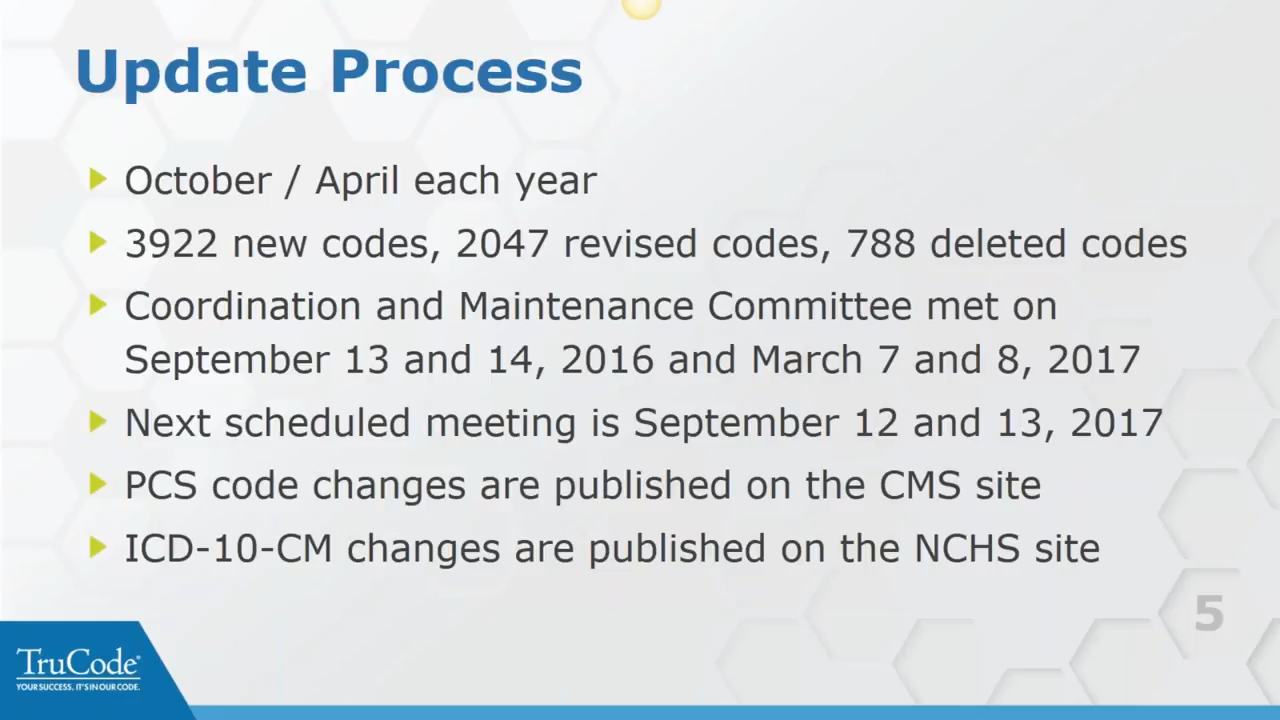 Update Process
October / April each year
3922 new codes, 2047 revised codes, 788 deleted codes
Coordination and Maintenance Committee met on
September 13 and 14, 2016 and March 7 and 8, 2017
Next scheduled meeting is September 12 and 13, 2017
PCS code changes are published on the CMS site
ICD-10-CM changes are published on the NCHS site
5
TruCode®
YOUR SUCCESS. IT'S IN OUR CODE.